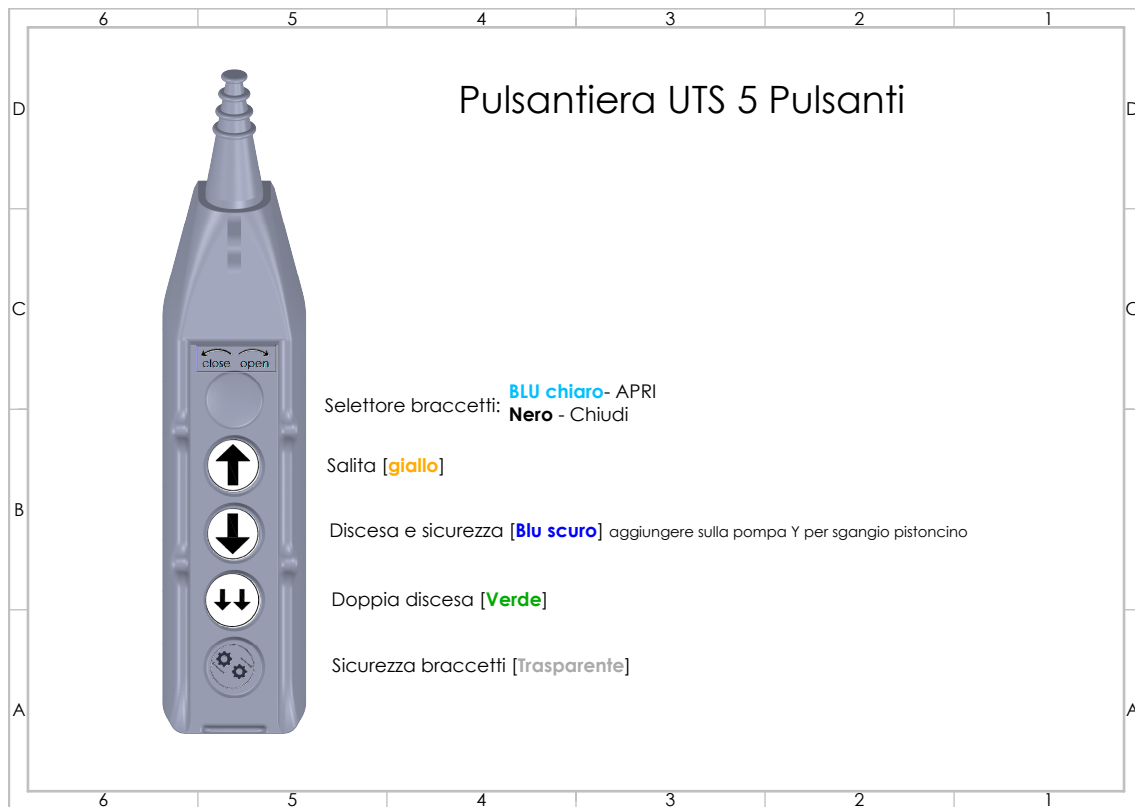 6 5 4 3 2 1
D D
Pulsantiera UTS 5 Pulsanti
C C
close open
Selettore braccetti: BLU chiaro- APRI
Nero - Chiudi
Salita [giallo]
B
Discesa e sicurezza [Blu scuro] aggiungere sulla pompa Y per sgangio pistoncino
B
Doppia discesa [Verde]
Sicurezza braccetti [Trasparente]
A A
6 5 4 3 2 1